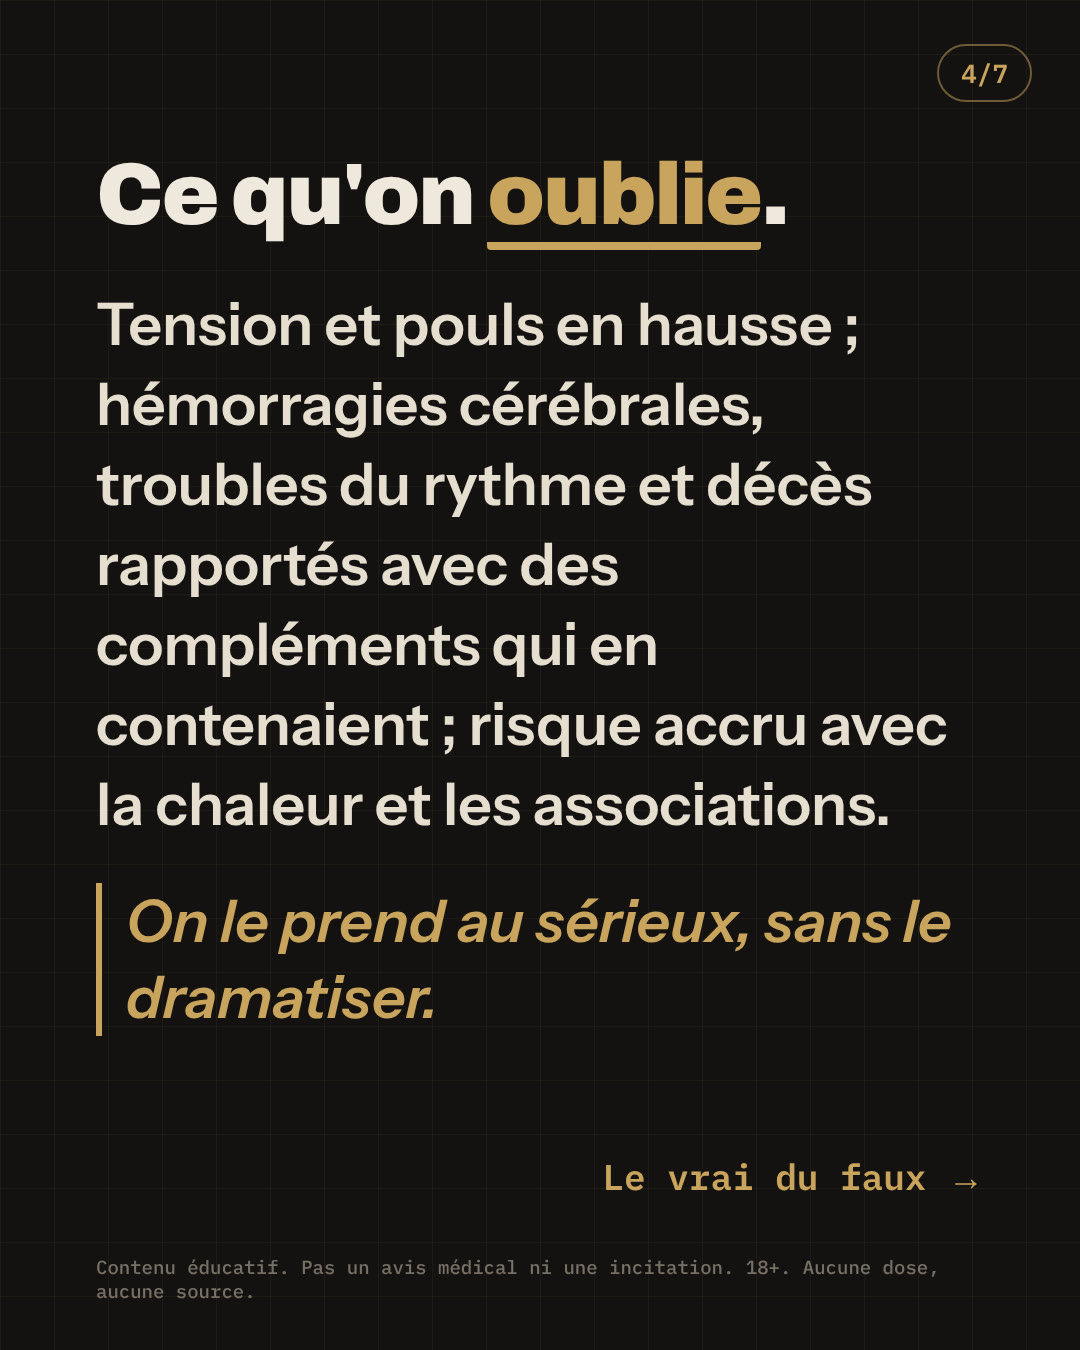 4/7
Ce qu'on oublie.
Tension et pouls en hausse ;
hémorragies cérébrales,
troubles du rythme et décès
rapportés avec des
compléments qui en
contenaient ; risque accru avec
la chaleur et les associations.
On le prend au sérieux, sans le
dramatiser.
Le vrai du faux →
Contenu éducatif. Pas un avis médical ni une incitation. 18+. Aucune dose,
aucune source.